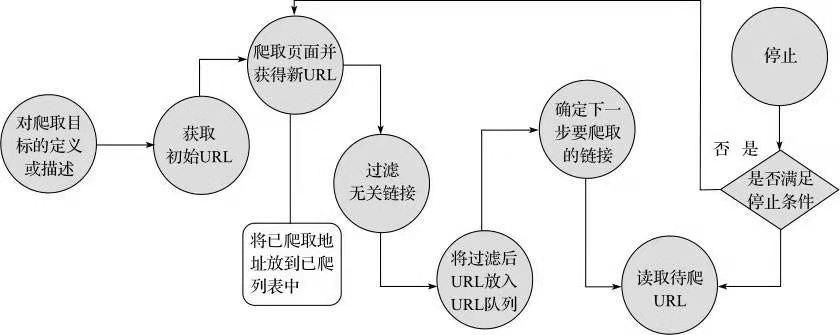 对爬取目
标的定义
或描述
获取
初始URL
爬取页面并
获得新URL
将已爬取地
址放到已爬
列表中
过滤
无关链接
将过滤后
URL放入
URL队列
确定下一
步要爬取
的链接
读取待爬
URL
停止
否 是
是否满足
停止条件